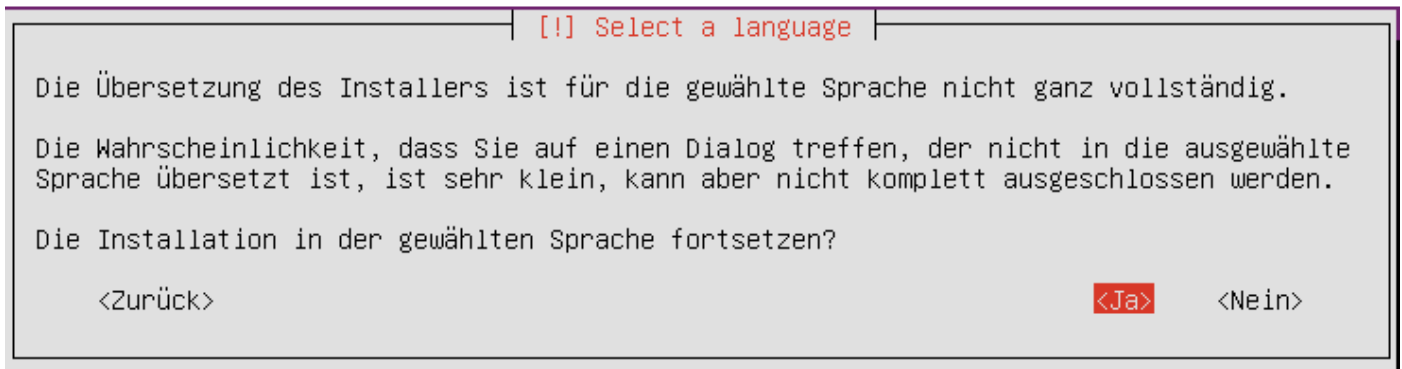 [!] Select a language
Die Übersetzung des Installers ist für die gewählte Sprache nicht ganz vollständig.
Die Wahrscheinlichkeit, dass Sie auf einen Dialog treffen, der nicht in die ausgewählte
Sprache übersetzt ist, ist sehr klein, kann aber nicht komplett ausgeschlossen werden.
Die Installation in der gewählten Sprache fortsetzen?
<Zurück> <Ja> <Nein>